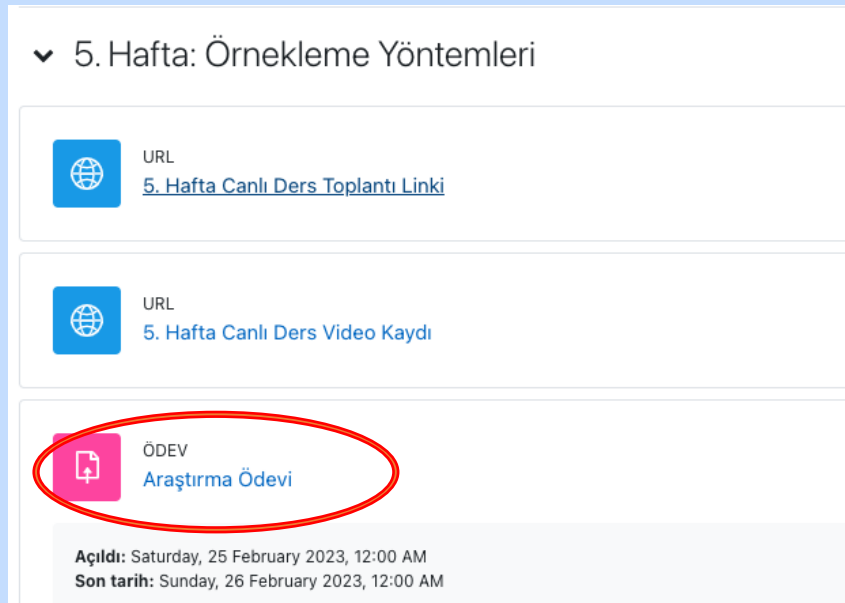 5. Hafta: Örnekleme Yöntemleri
URL
5. Hafta Canlı Ders Toplantı Linki
URL
5. Hafta Canlı Ders Video Kaydı
ÖDEV
Araştırma Ödevi
Açıldı: Saturday, 25 February 2023, 12:00 AM
Son tarih: Sunday, 26 February 2023, 12:00 AM